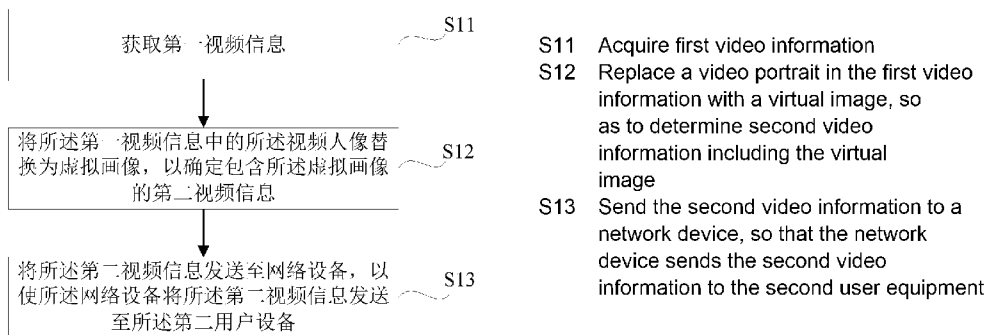 获取第一视频信息
S11
将所述第一视频信息中的所述视频人像替
换为虚拟画像，以确定包含所述虚拟画像
的第二视频信息
S12
将所述第二视频信息发送至网络设备，以
使所述网络设备将所述第二视频信息发送
至所述第二用户设备
S13
S11 Acquire first video information
S12 Replace a video portrait in the first video
information with a virtual image, so
as to determine second video
information including the virtual
image
S13 Send the second video information to a
network device, so that the network
device sends the second video
information to the second user equipment